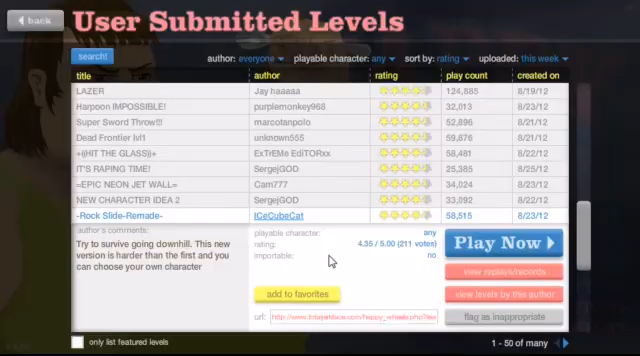 back
User Submitted Levels
search!
author: everyone playable character: any sort by: rating uploaded: this week
title author rating play count created on
LAZER Jay haaaaa 124,885 8/19/12
Harpoon IMPOSSIBLE! purplemonkey968 32,013 8/23/12
Super Sword Throw!!! marcotanpolo 52,896 8/21/12
Dead Frontier lvl1 unknown555 59,876 8/21/12
+((HIT THE GLASS))+ ExTrEMe EdiTORxx 58,481 8/22/12
IT'S RAPING TIME! SergejGOD 25,385 8/25/12
=EPIC NEON JET WALL= Cam777 34,024 8/23/12
NEW CHARACTER IDEA 2 SergejGOD 33,092 8/22/12
-Rock Slide-Remade- ICeCubeCat 58,515 8/23/12
author's comments:
Try to survive going downhill. This new
version is harder than the first and you
can choose your own character
playable character: any
rating: 4.35 / 5.00 (211 votes)
importable: no
Play Now
view replays/records
add to favorites
view levels by this author
url:
flag as inappropriate
only list featured levels
1 - 50 of many